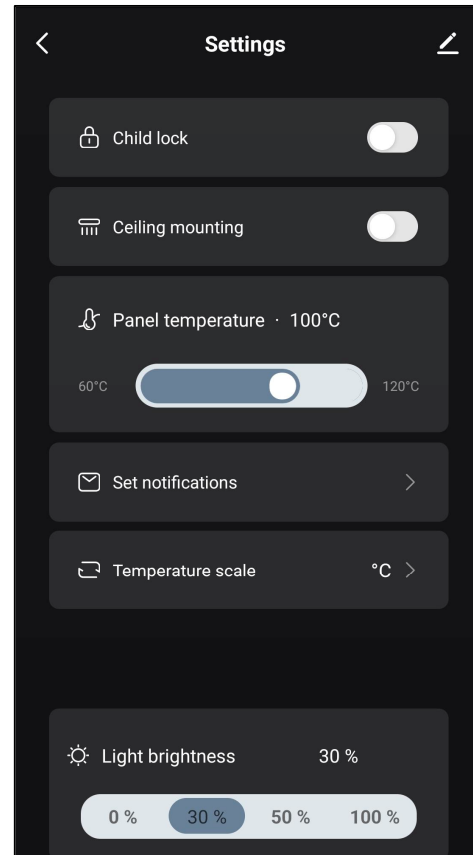 Settings
Child lock
Ceiling mounting
Panel temperature · 100°C
60°C 120°C
Set notifications
Temperature scale °C
Light brightness 30 %
0 % 30 % 50 % 100 %